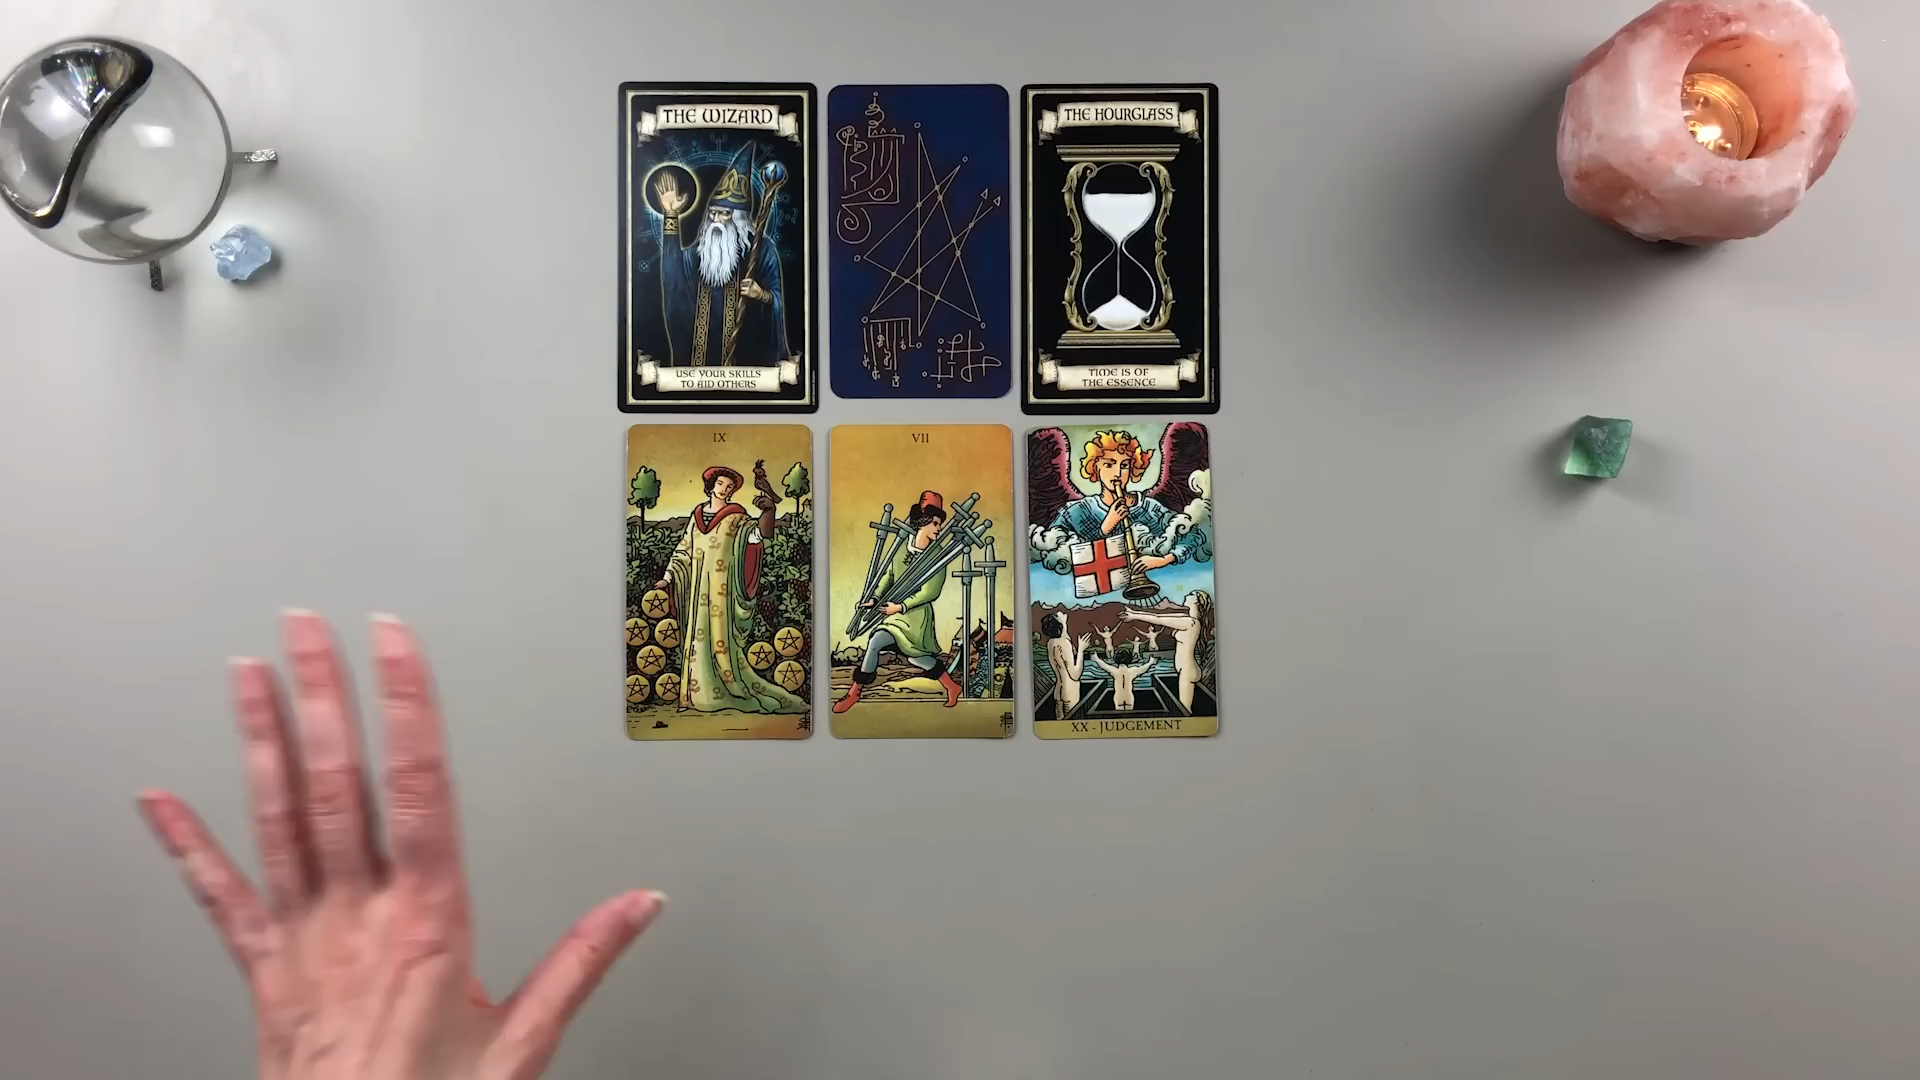 THE WIZARD
USE YOUR SKILLS
TO AID OTHERS
THE HOURGLASS
TIME IS OF
THE ESSENCE
IX
VII
XX - JUDGEMENT